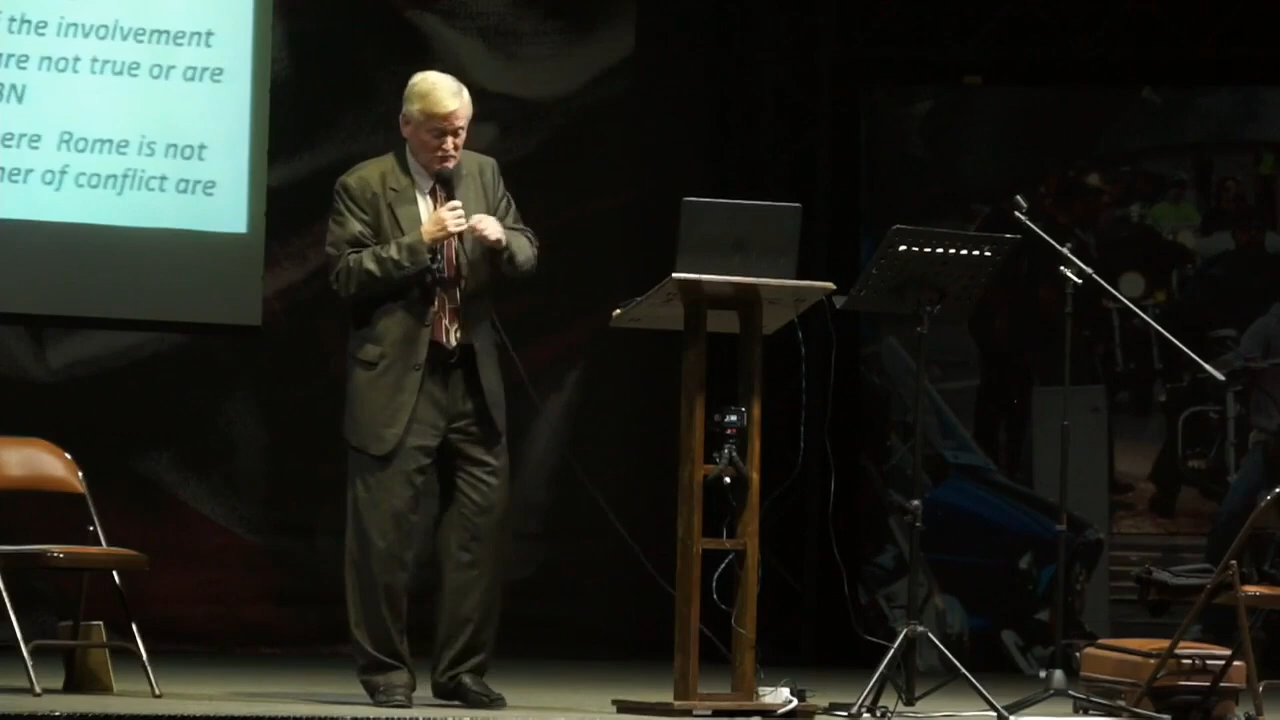 the involvement
are not true or are
BN
ere Rome is not
ner of conflict are